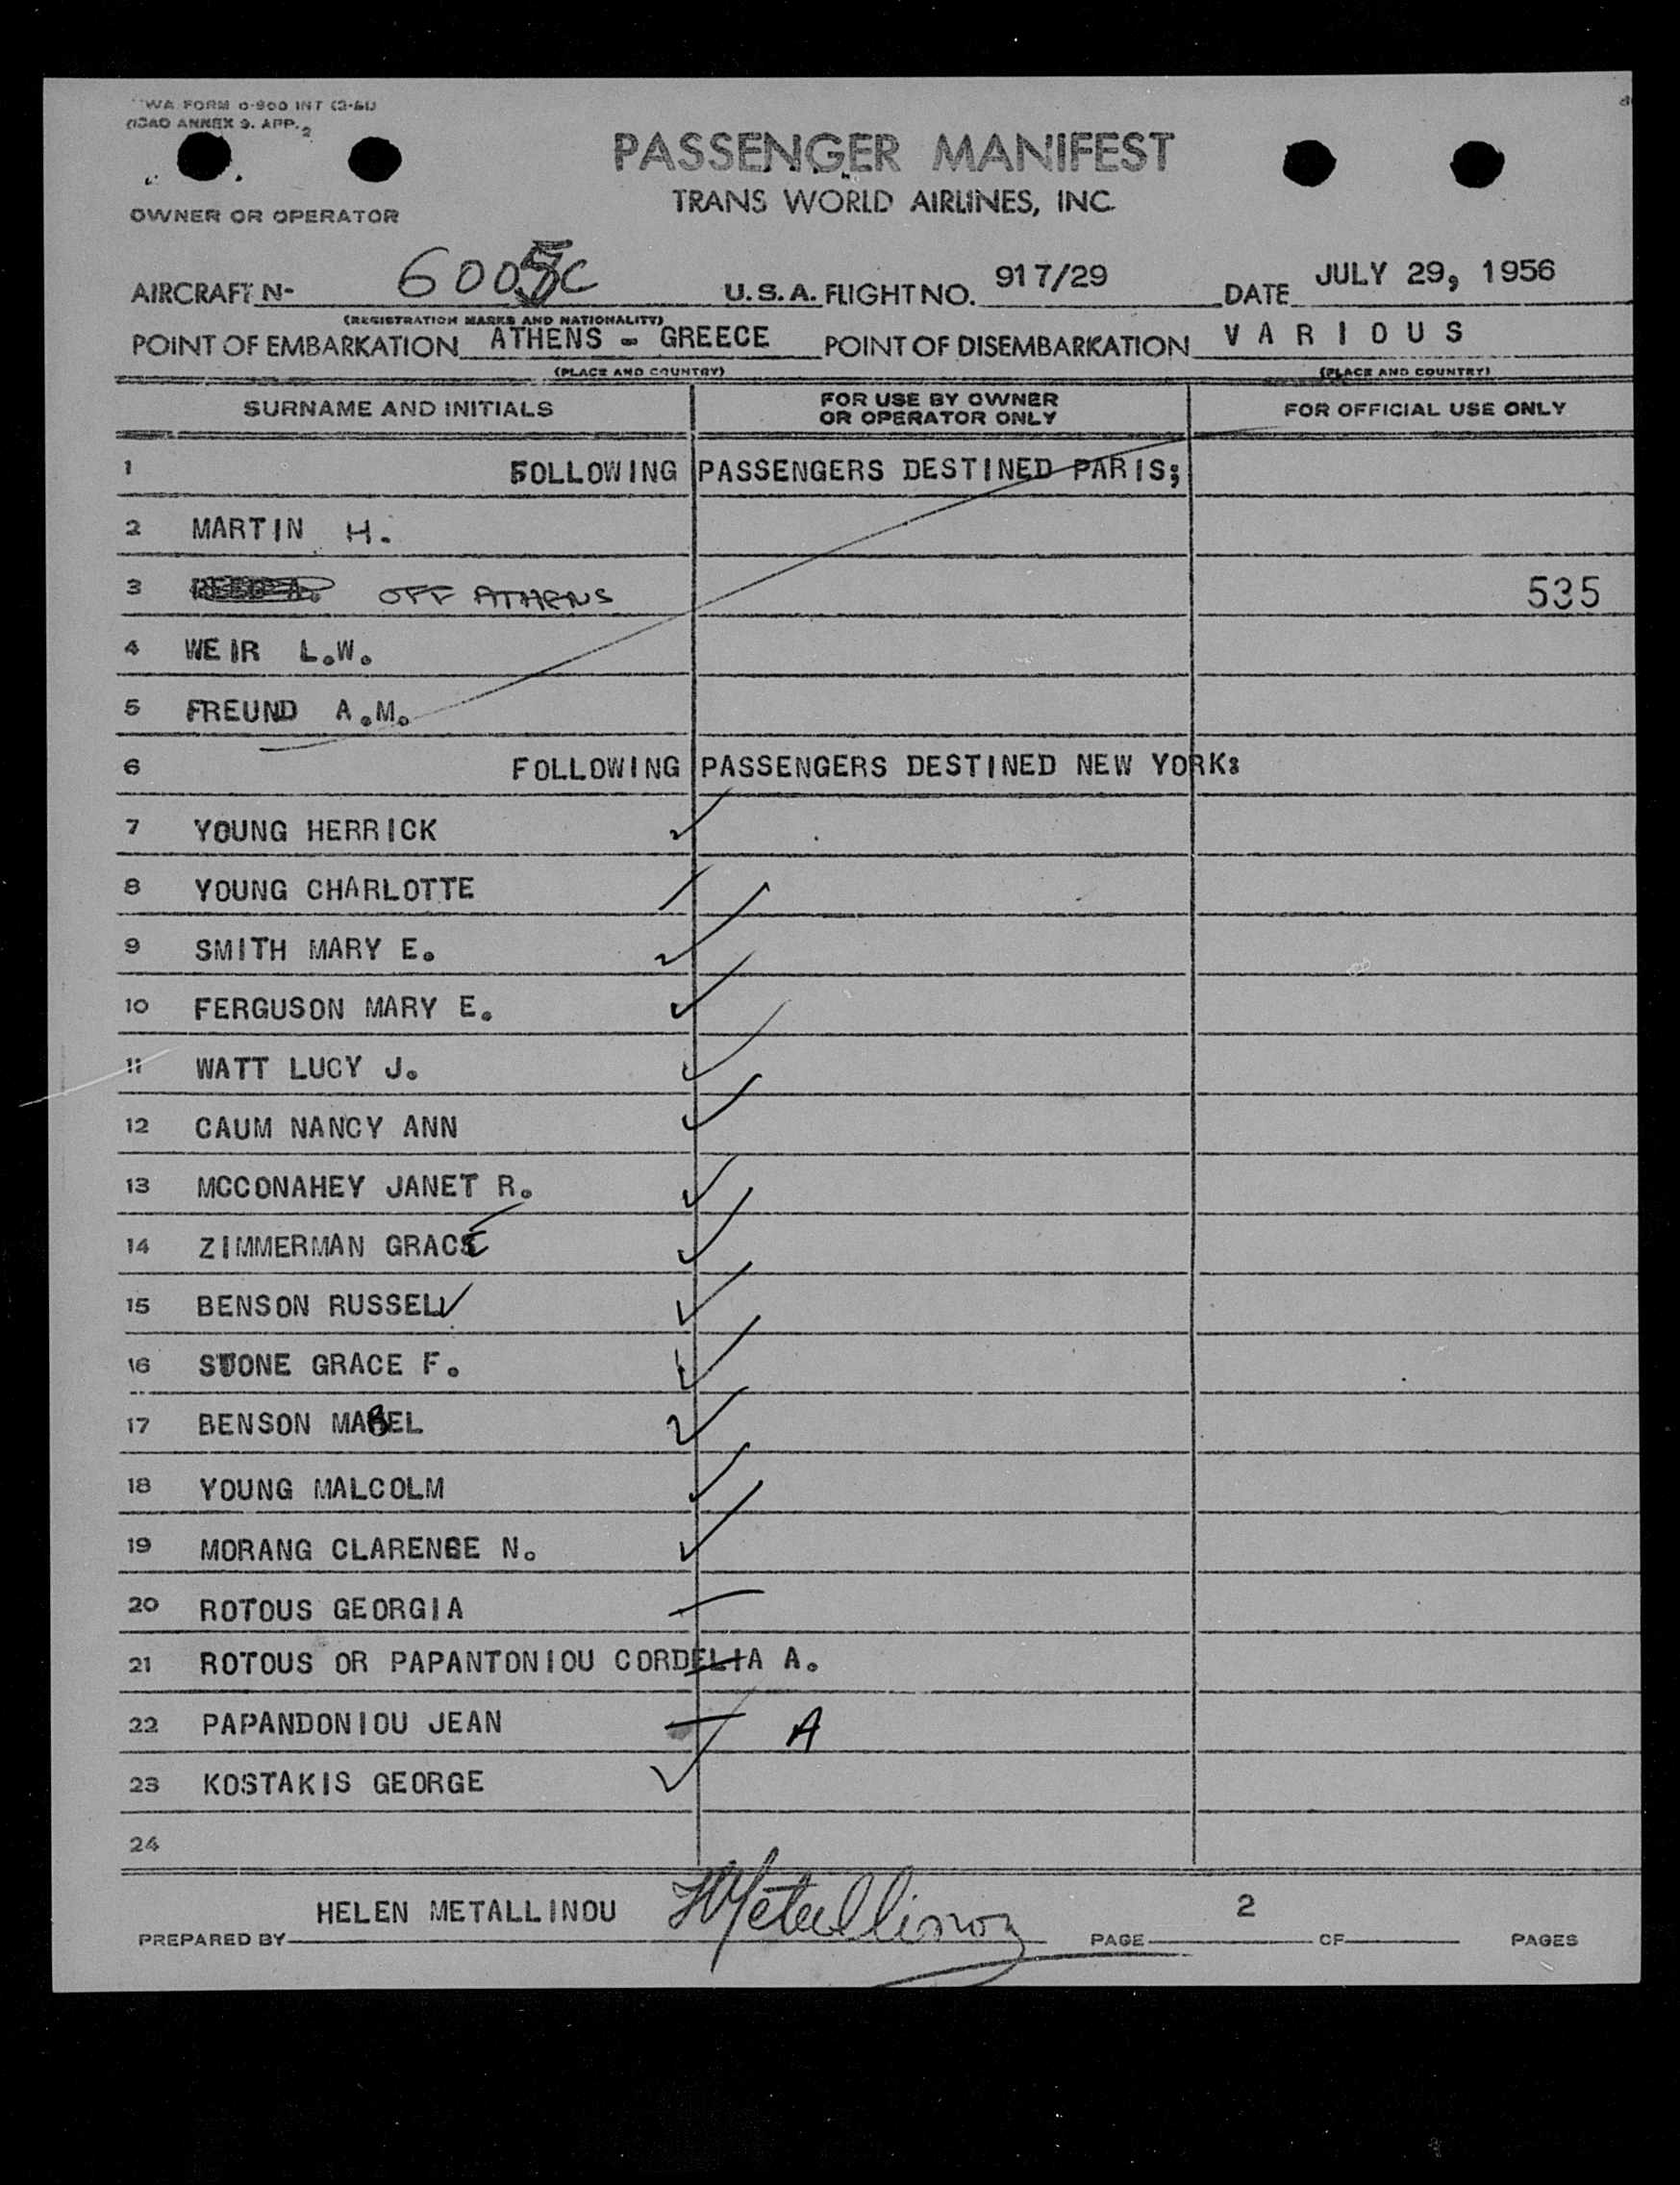 TWA FORM O-900 INT (3-51)
(ICAO ANNEX 9. APP. 2
PASSENGER MANIFEST
TRANS WORLD AIRLINES, INC.
OWNER OR OPERATOR
AIRCRAFT N- U.S.A. FLIGHT NO. 917/29 DATE JULY 29, 1956
(REGISTRATION MARKS AND NATIONALITY)
POINT OF EMBARKATION ATHENS - GREECE POINT OF DISEMBARKATION VARIOUS
(PLACE AND COUNTRY) (PLACE AND COUNTRY)
SURNAME AND INITIALS FOR USE BY OWNER OR OPERATOR ONLY FOR OFFICIAL USE ONLY
1 FOLLOWING PASSENGERS DESTINED PARIS;
2 MARTIN H.
3 OFF ATHENS 535
4 WEIR L.W.
5 FREUND A.M.
6 FOLLOWING PASSENGERS DESTINED NEW YORK:
7 YOUNG HERRICK
8 YOUNG CHARLOTTE
9 SMITH MARY E.
10 FERGUSON MARY E.
11 WATT LUCY J.
12 CAUM NANCY ANN
13 MCCONAHEY JANET R.
14 ZIMMERMAN GRACE
15 BENSON RUSSELL
16 STONE GRACE F.
17 BENSON MABEL
18 YOUNG MALCOLM
19 MORANG CLARENCE N.
20 ROTOUS GEORGIA
21 ROTOUS OR PAPANTONIOU CORDELIA A.
22 PAPANDONIOU JEAN A
23 KOSTAKIS GEORGE
24
PREPARED BY HELEN METALLINOU HMetallinou PAGE 2 OF PAGES